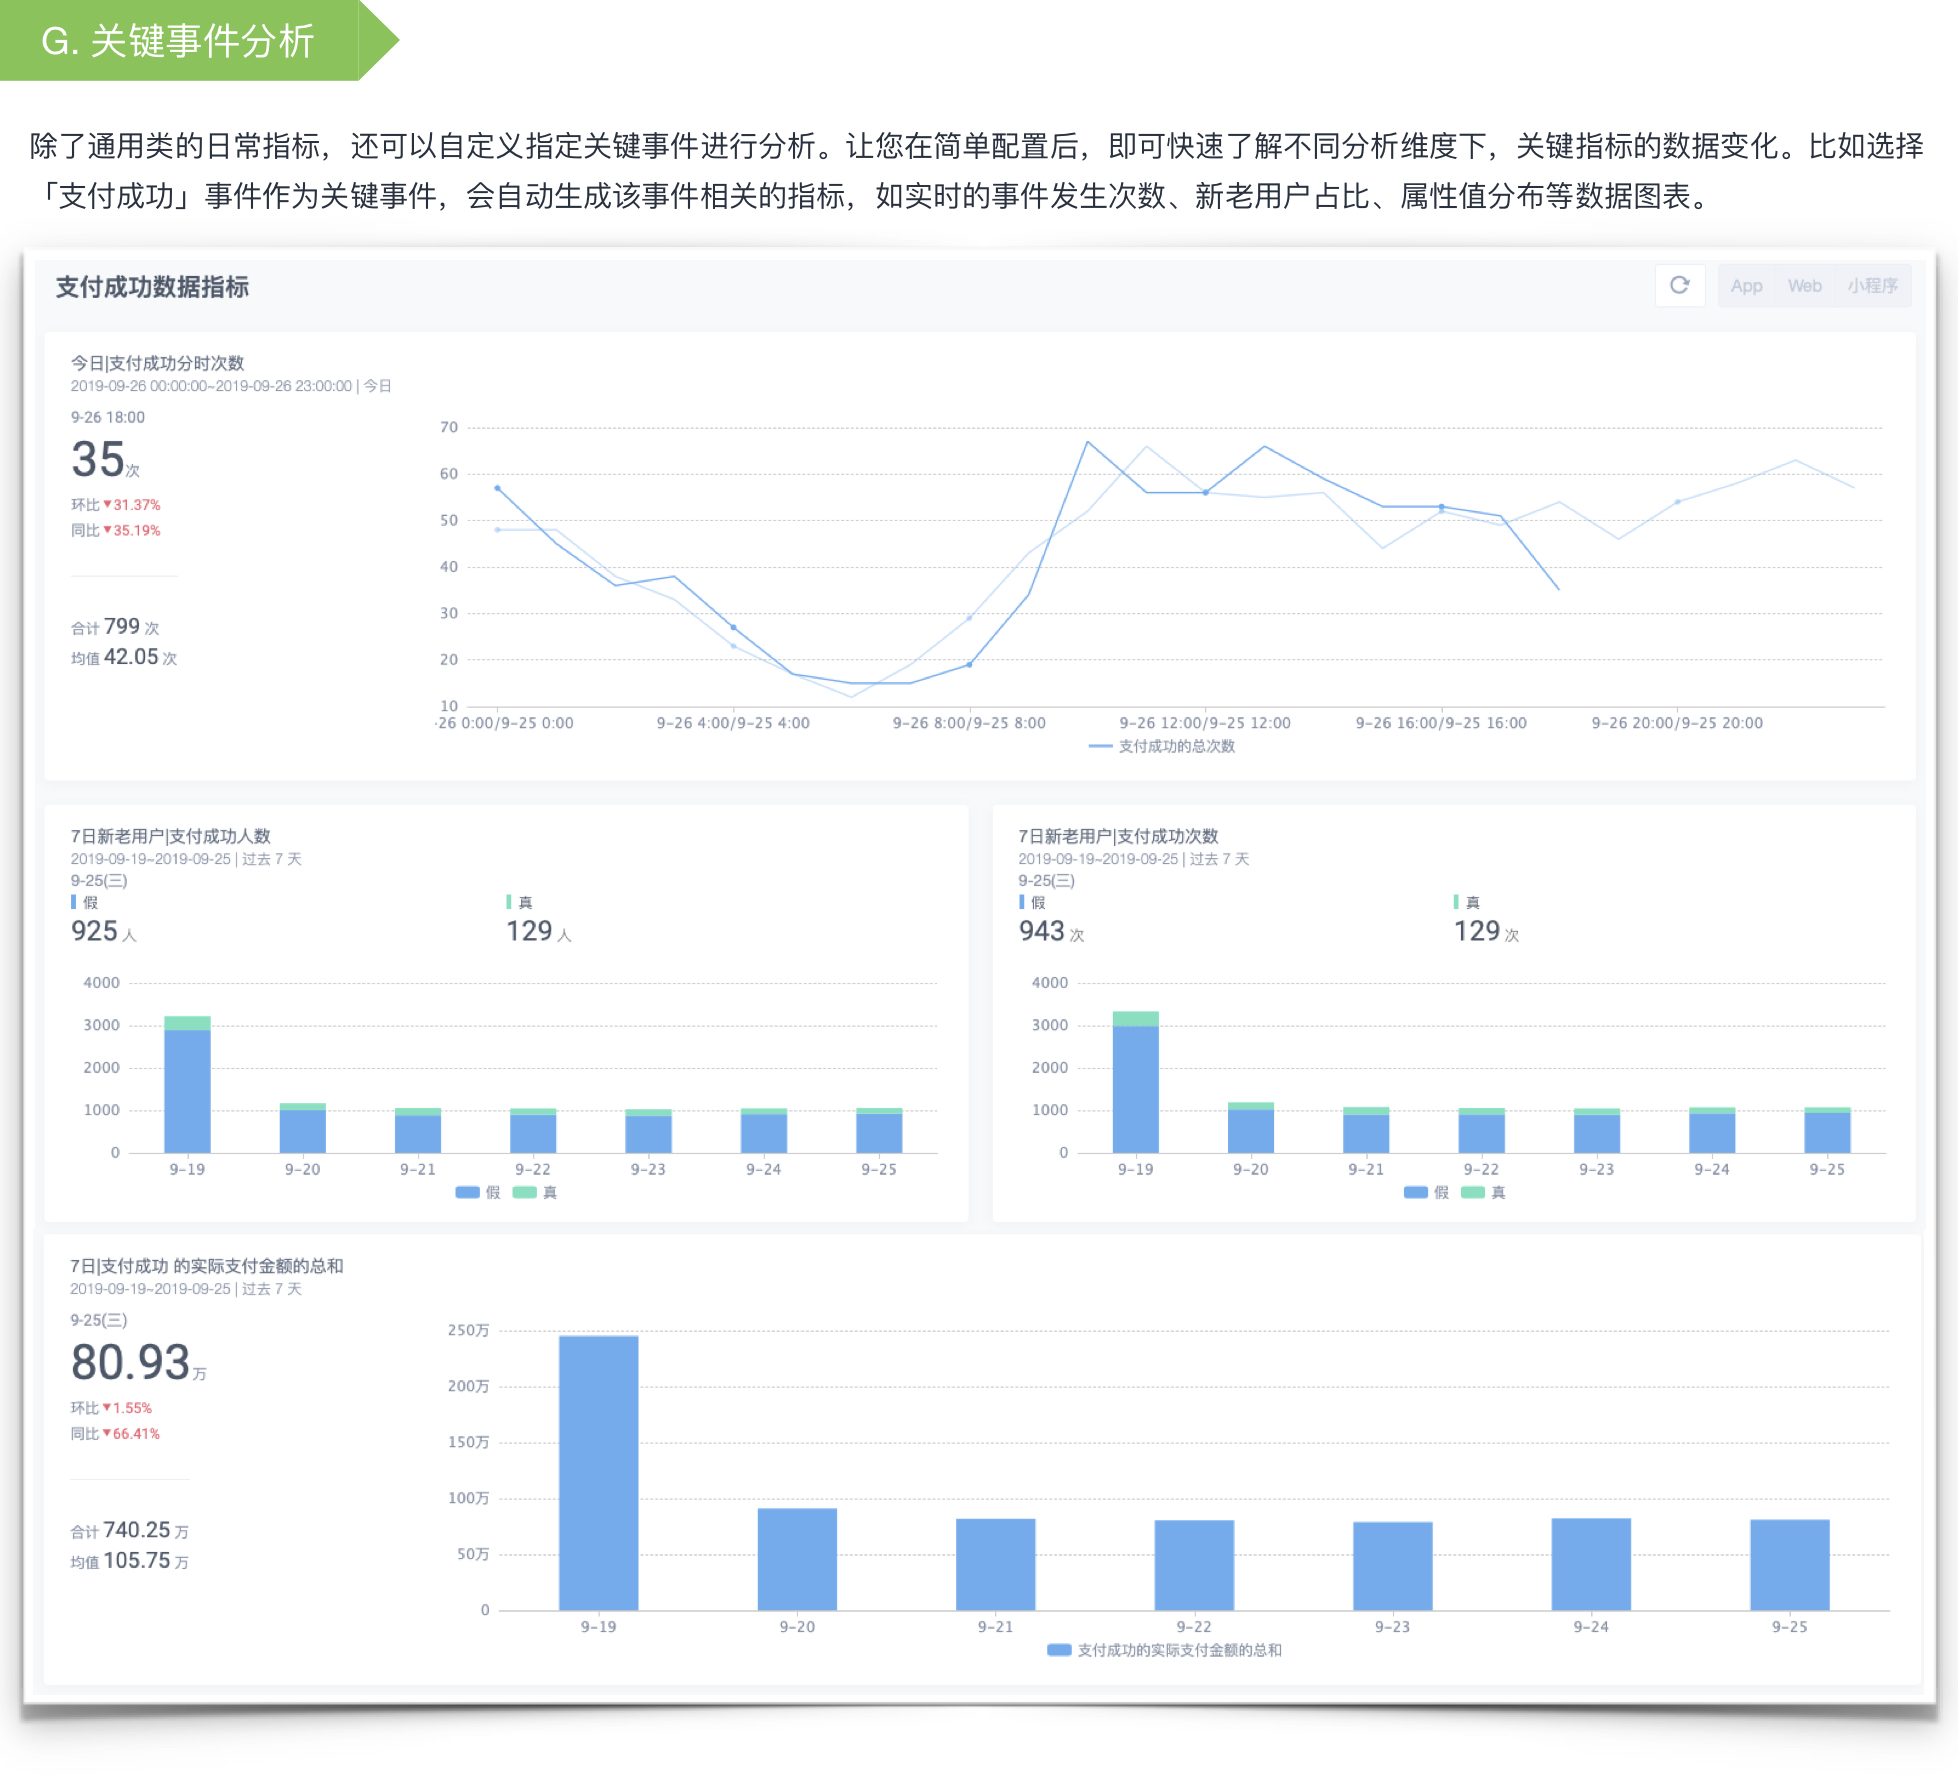 G. 关键事件分析
除了通用类的日常指标，还可以自定义指定关键事件进行分析。让您在简单配置后，即可快速了解不同分析维度下，关键指标的数据变化。比如选择
「支付成功」事件作为关键事件，会自动生成该事件相关的指标，如实时的事件发生次数、新老用户占比、属性值分布等数据图表。
支付成功数据指标
App Web 小程序
今日|支付成功分时次数
2019-09-26 00:00:00~2019-09-26 23:00:00 | 今日
9-26 18:00
35次
环比▼31.37%
同比▼35.19%
合计 799 次
均值 42.05 次
70
60
50
40
30
20
10
-26 0:00/9-25 0:00 9-26 4:00/9-25 4:00 9-26 8:00/9-25 8:00 9-26 12:00/9-25 12:00 9-26 16:00/9-25 16:00 9-26 20:00/9-25 20:00
支付成功的总次数
7日新老用户|支付成功人数
2019-09-19~2019-09-25 | 过去 7 天
9-25(三)
假 真
925 人 129 人
4000
3000
2000
1000
0
9-19 9-20 9-21 9-22 9-23 9-24 9-25
假 真
7日新老用户|支付成功次数
2019-09-19~2019-09-25 | 过去 7 天
9-25(三)
假 真
943 次 129 次
4000
3000
2000
1000
0
9-19 9-20 9-21 9-22 9-23 9-24 9-25
假 真
7日|支付成功 的实际支付金额的总和
2019-09-19~2019-09-25 | 过去 7 天
9-25(三)
80.93万
环比▼1.55%
同比▼66.41%
合计 740.25 万
均值 105.75 万
250万
200万
150万
100万
50万
0
9-19 9-20 9-21 9-22 9-23 9-24 9-25
支付成功的实际支付金额的总和